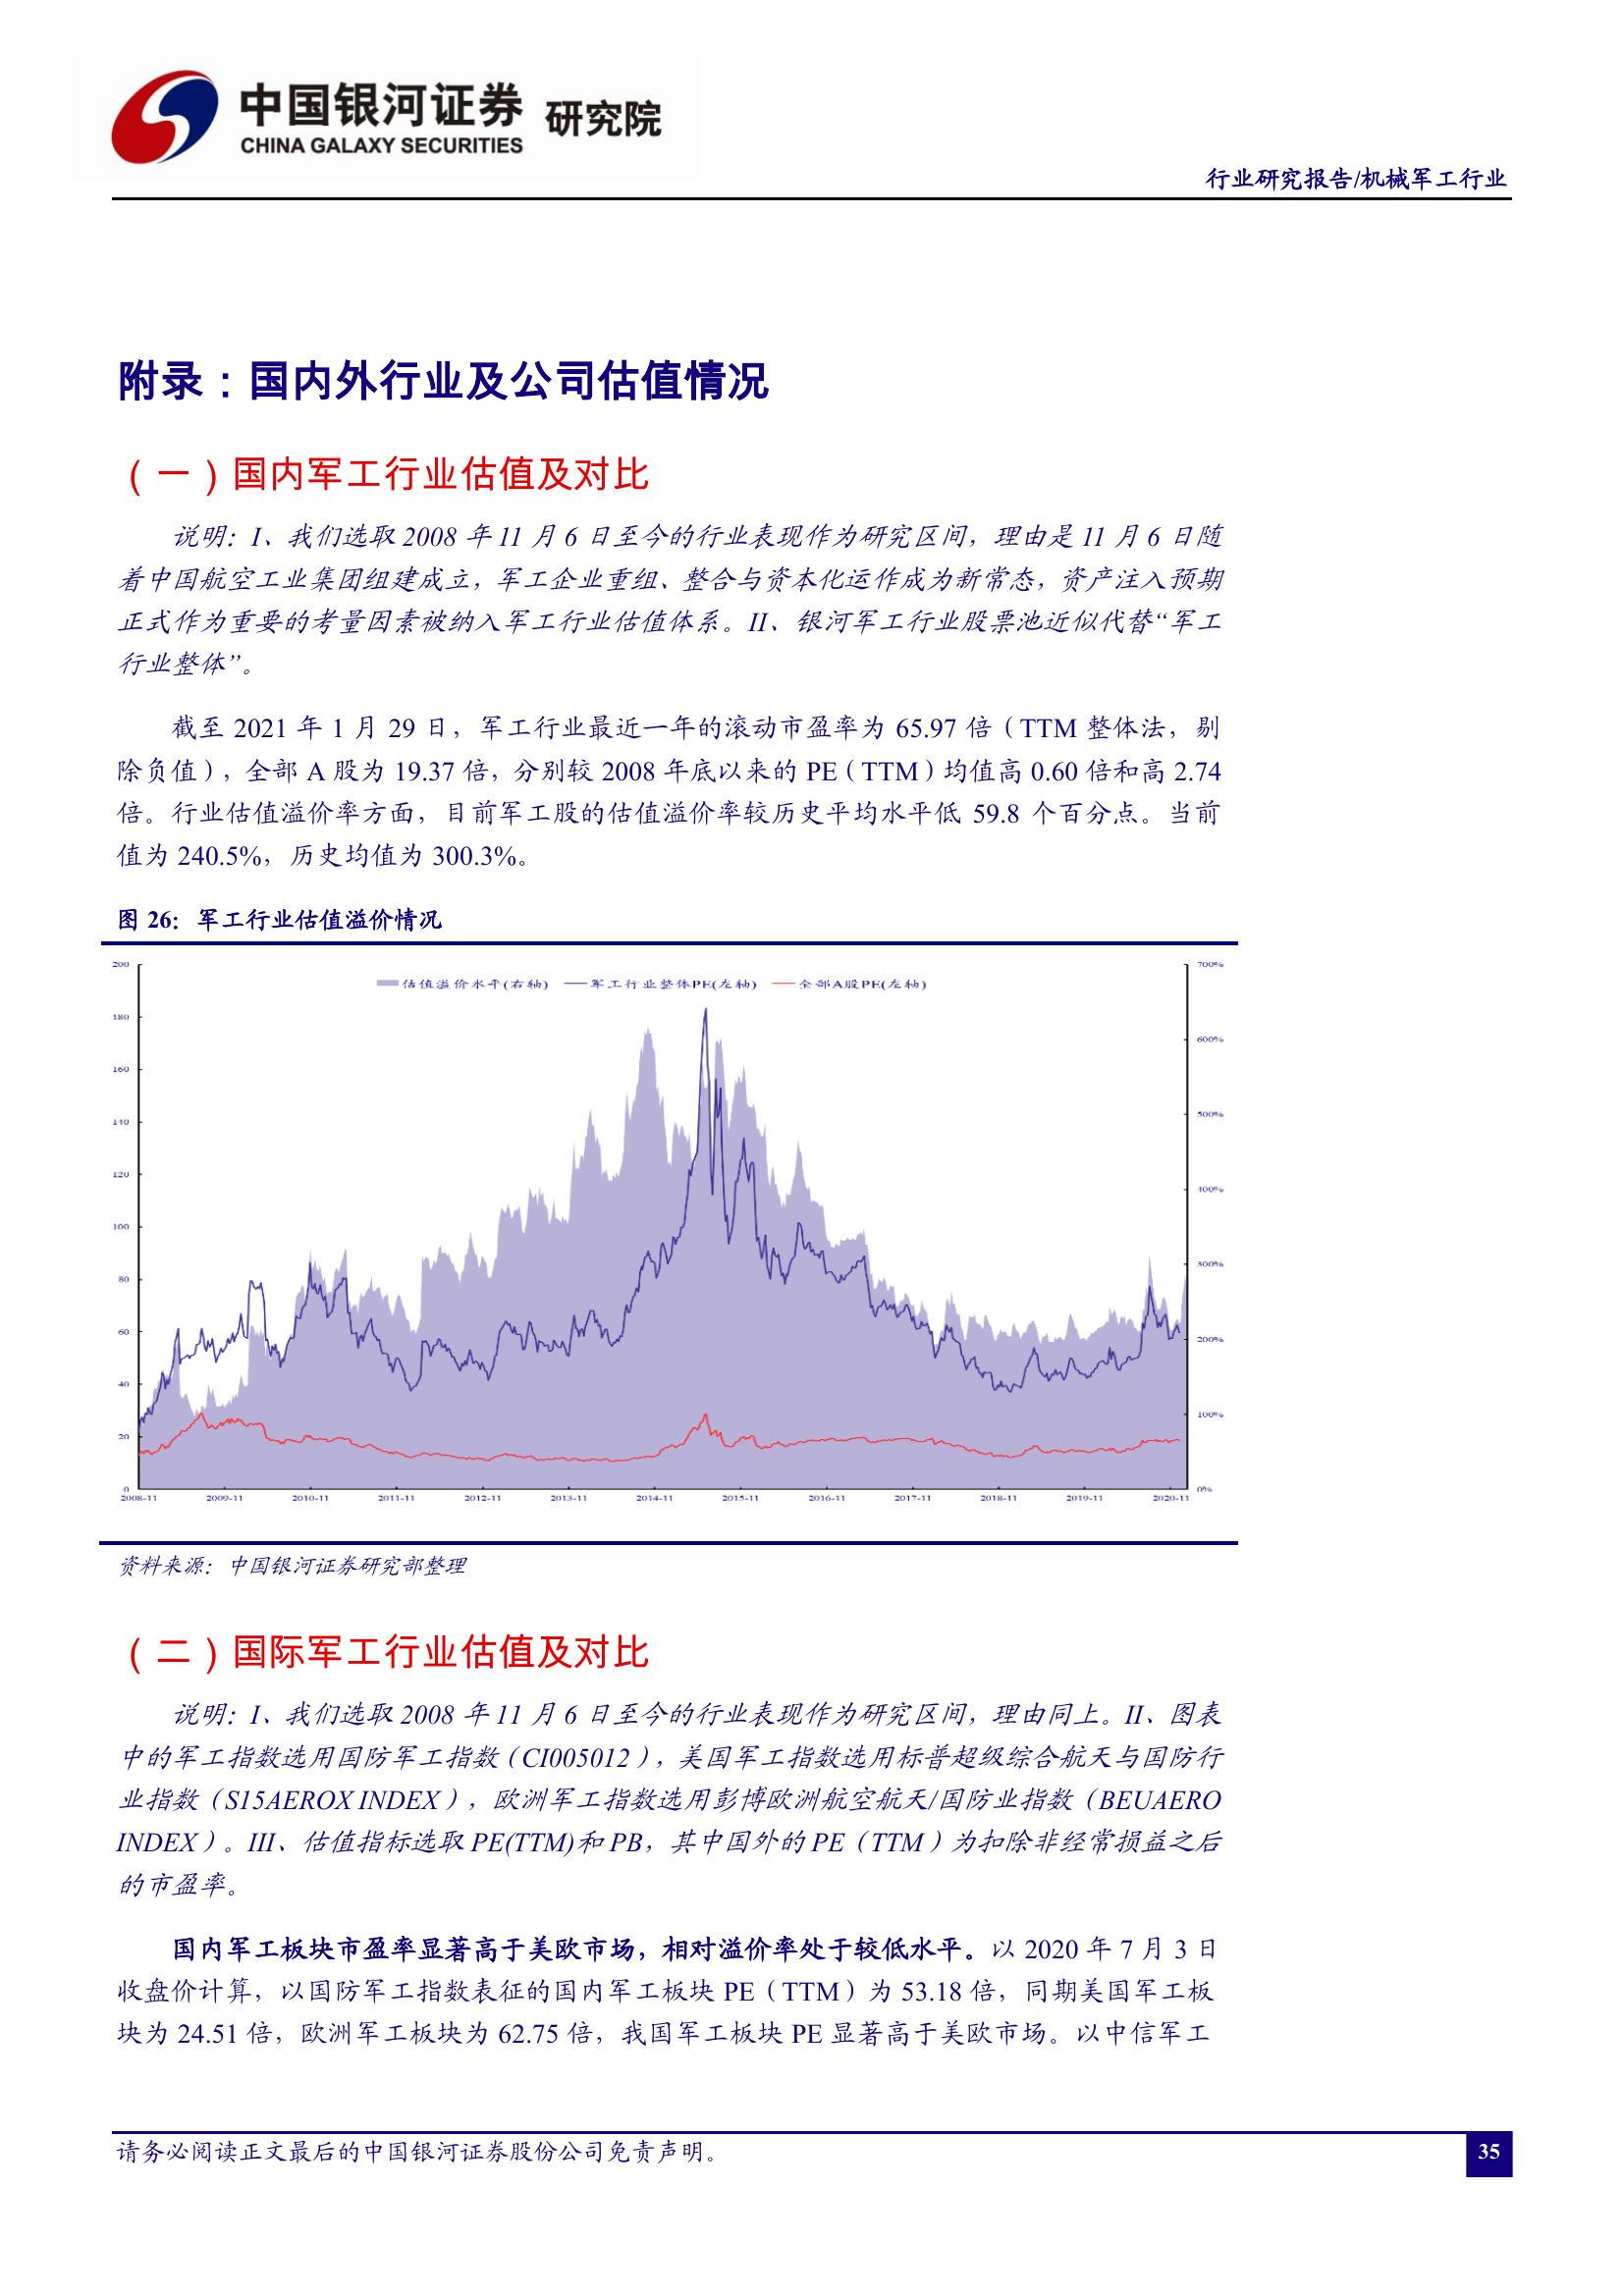 中国银河证券 研究院
CHINA GALAXY SECURITIES
行业研究报告/机械军工行业
附录：国内外行业及公司估值情况
（一）国内军工行业估值及对比
说明：I、我们选取 2008 年 11 月 6 日至今的行业表现作为研究区间，理由是 11 月 6 日随
着中国航空工业集团组建成立，军工企业重组、整合与资本化运作成为新常态，资产注入预期
正式作为重要的考量因素被纳入军工行业估值体系。II、银河军工行业股票池近似代替“军工
行业整体”。
截至 2021 年 1 月 29 日，军工行业最近一年的滚动市盈率为 65.97 倍（TTM 整体法，剔
除负值），全部 A 股为 19.37 倍，分别较 2008 年底以来的 PE（TTM）均值高 0.60 倍和高 2.74
倍。行业估值溢价率方面，目前军工股的估值溢价率较历史平均水平低 59.8 个百分点。当前
值为 240.5%，历史均值为 300.3%。
图 26：军工行业估值溢价情况
估值溢价水平(右轴) 军工行业整体PE(左轴) 全部A股PE(左轴)
200 700%
180
600%
160
140 500%
120
400%
100
300%
80
60
200%
40
100%
20
0 0%
2008-11 2009-11 2010-11 2011-11 2012-11 2013-11 2014-11 2015-11 2016-11 2017-11 2018-11 2019-11 2020-11
资料来源：中国银河证券研究部整理
（二）国际军工行业估值及对比
说明：I、我们选取 2008 年 11 月 6 日至今的行业表现作为研究区间，理由同上。II、图表
中的军工指数选用国防军工指数（CI005012），美国军工指数选用标普超级综合航天与国防行
业指数（S15AEROX INDEX），欧洲军工指数选用彭博欧洲航空航天/国防业指数（BEUAERO
INDEX）。III、估值指标选取 PE(TTM)和 PB，其中国外的 PE（TTM）为扣除非经常损益之后
的市盈率。
国内军工板块市盈率显著高于美欧市场，相对溢价率处于较低水平。以 2020 年 7 月 3 日
收盘价计算，以国防军工指数表征的国内军工板块 PE（TTM）为 53.18 倍，同期美国军工板
块为 24.51 倍，欧洲军工板块为 62.75 倍，我国军工板块 PE 显著高于美欧市场。以中信军工
请务必阅读正文最后的中国银河证券股份公司免责声明。
35